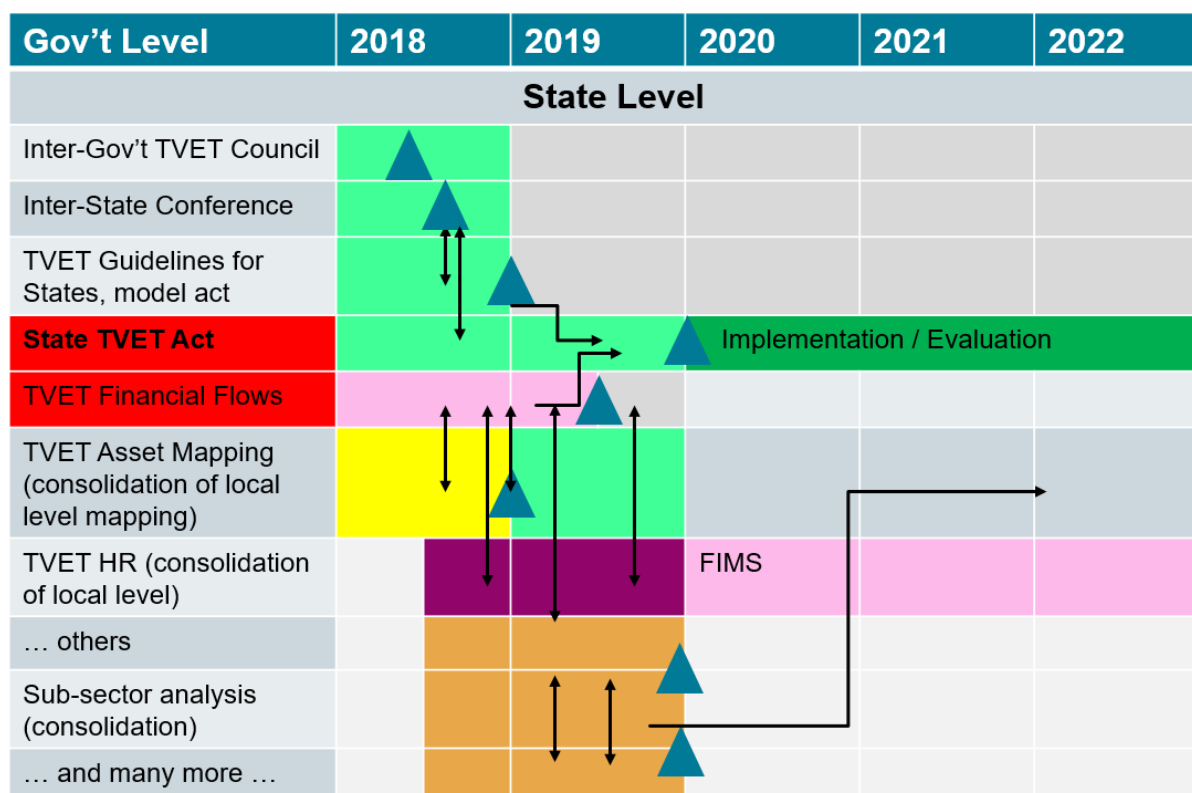 Gov’t Level 2018 2019 2020 2021 2022
State Level
Inter-Gov’t TVET Council
Inter-State Conference
TVET Guidelines for
States, model act
State TVET Act
Implementation / Evaluation
TVET Financial Flows
TVET Asset Mapping
(consolidation of local
level mapping)
TVET HR (consolidation
of local level)
FIMS
… others
Sub-sector analysis
(consolidation)
… and many more …